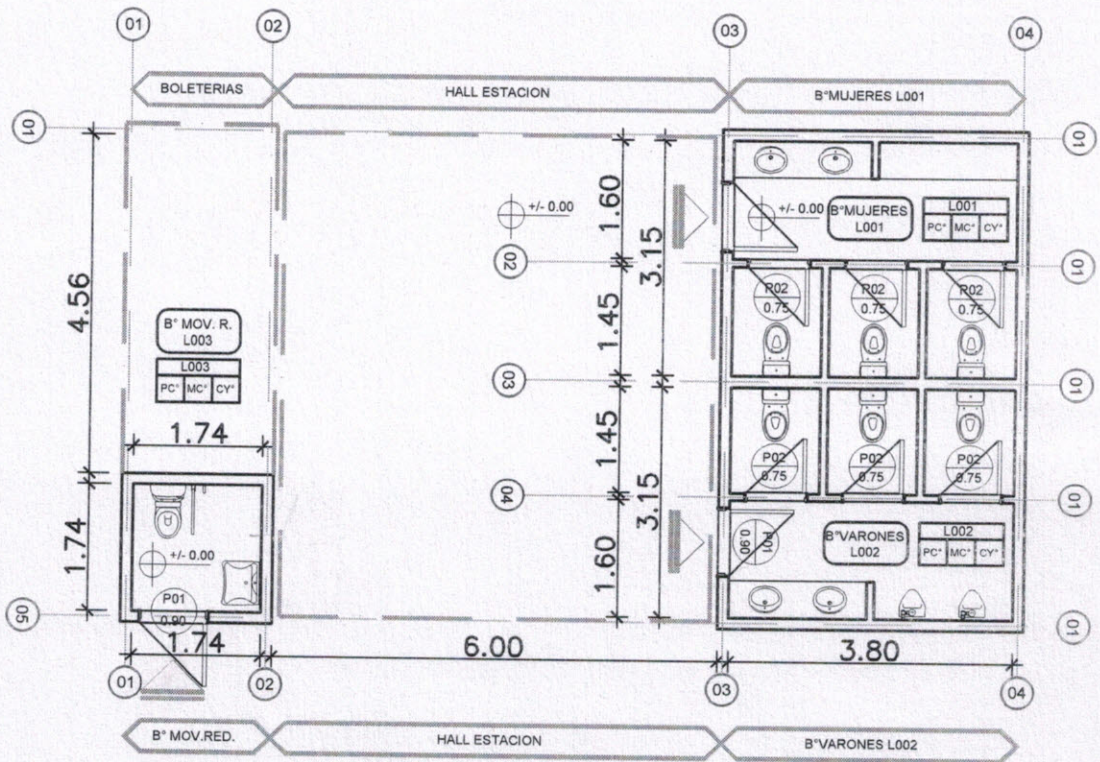 01
02
03
04
BOLETERIAS
HALL ESTACION
B°MUJERES L001
01
01
4.56
1.60
3.15
+/- 0.00
+/- 0.00
B°MUJERES
L001
L001
PC° MC° CY°
02
01
R02
0.75
R02
0.75
R02
0.75
B° MOV. R.
L003
L003
PC° MC° CY°
1.45
03
01
1.74
1.45
P02
0.75
P02
0.75
P02
0.75
04
01
1.74
+/- 0.00
3.15
1.60
P01
0.90
B°VARONES
L002
L002
PC° MC° CY°
P01
0.90
05
01
1.74
6.00
3.80
01
02
03
04
B° MOV.RED.
HALL ESTACION
B°VARONES L002